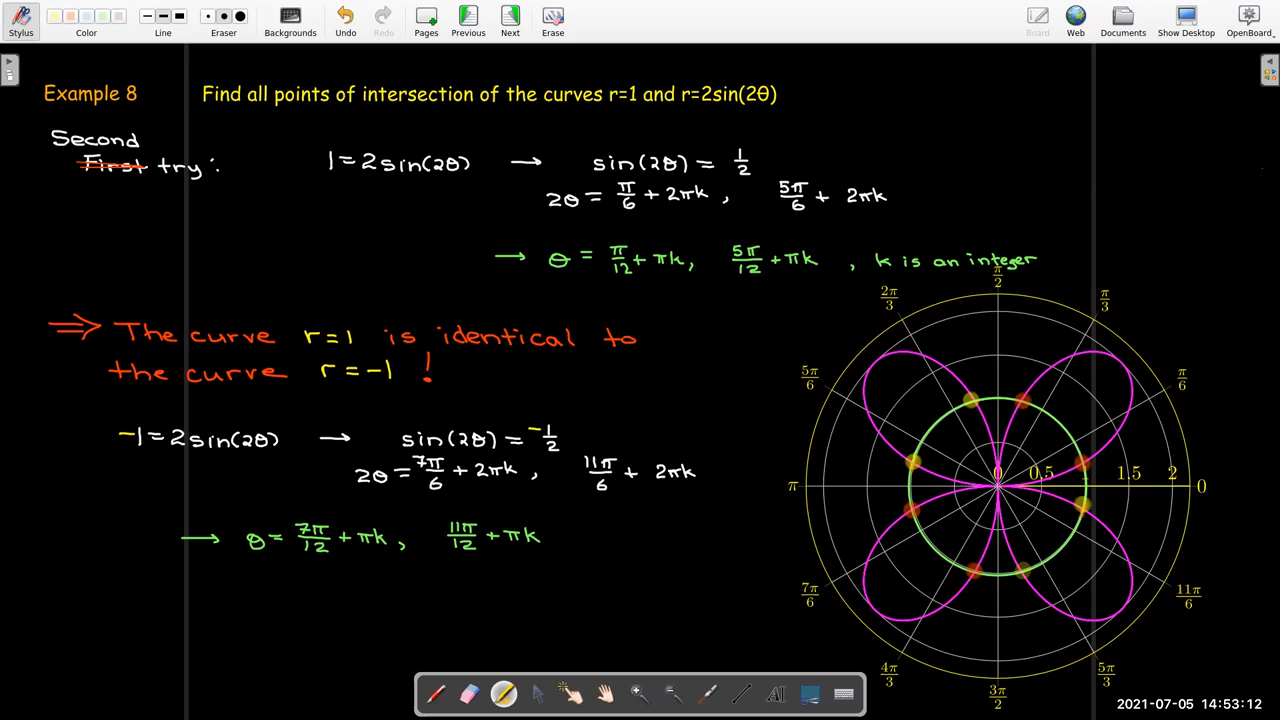 Stylus Color Line Eraser Backgrounds Undo Redo Pages Previous Next Erase Board Web Documents Show Desktop OpenBoard
Example 8 Find all points of intersection of the curves r=1 and r=2sin(2θ)
Second
First try: 1=2sin(2θ) → sin(2θ) = 1/2
2θ = π/6 + 2πk, 5π/6 + 2πk
→ θ = π/12 + πk, 5π/12 + πk, k is an integer
⇒ The curve r=1 is identical to
the curve r=-1 !
-1=2sin(2θ) → sin(2θ) = -1/2
2θ = 7π/6 + 2πk, 11π/6 + 2πk
→ θ = 7π/12 + πk, 11π/12 + πk
π/2
2π/3 π/3
5π/6 π/6
π 0 0.5 1 1.5 2 0
7π/6 11π/6
4π/3 5π/3
3π/2
2021-07-05 14:53:12